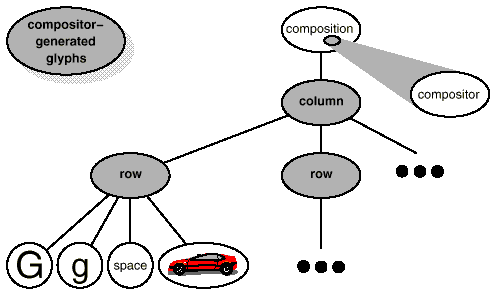 compositor–
generated
glyphs
composition
compositor
column
row
row
G
g
space